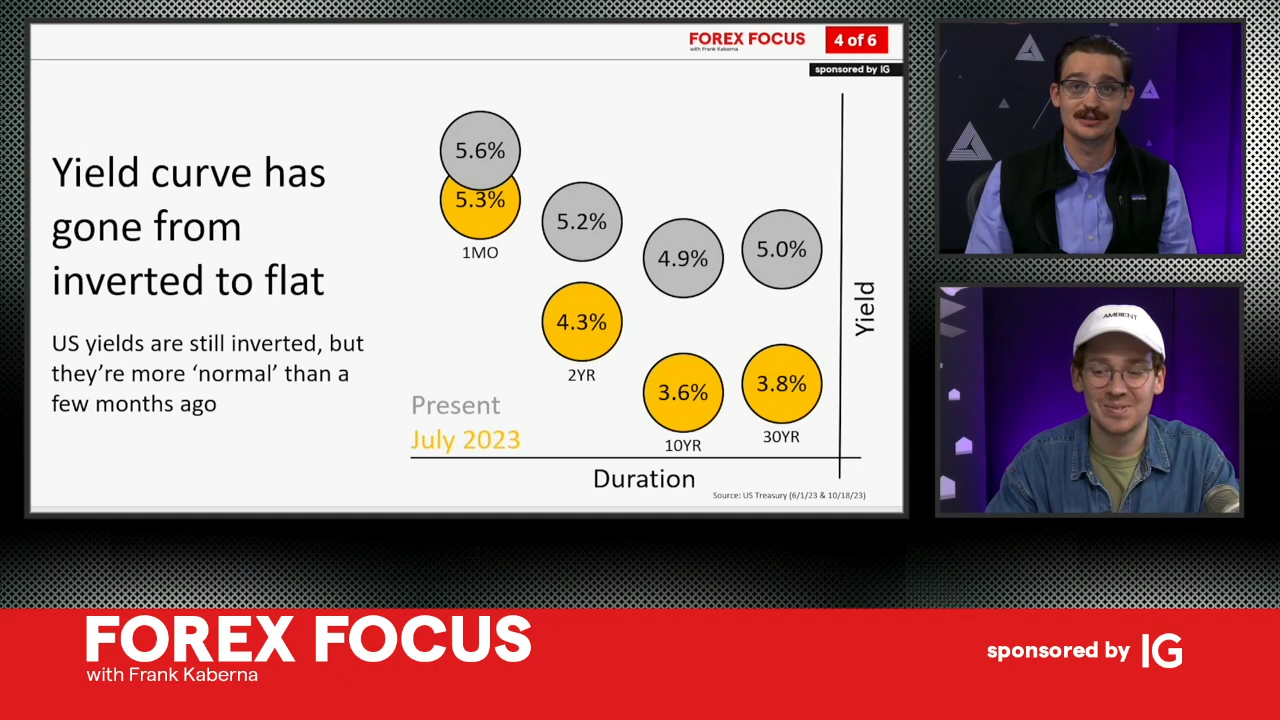 FOREX FOCUS
with Frank Kaberna
4 of 6
sponsored by IG
Yield curve has
gone from
inverted to flat
US yields are still inverted, but
they're more 'normal' than a
few months ago
5.6%
5.3%
1MO
5.2%
4.3%
2YR
4.9%
3.6%
10YR
5.0%
3.8%
30YR
Yield
Present
July 2023
Duration
Source: US Treasury (6/1/23 & 10/18/23)
AMBIENT
FOREX FOCUS
with Frank Kaberna
sponsored by IG